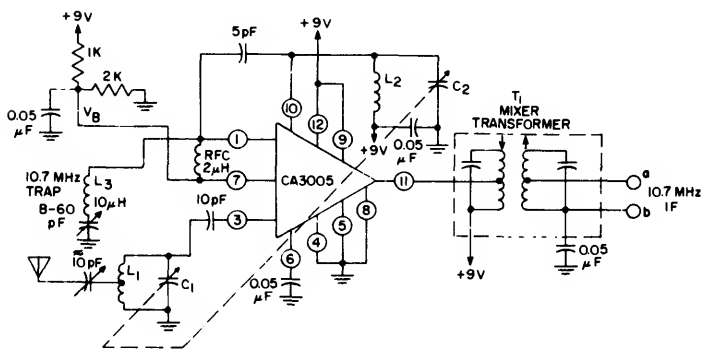 +9V
1K
2K
0.05
μF
V_B
5pF
+9V
10
12
9
L2
C2
+9V
0.05
μF
T1
MIXER
TRANSFORMER
1
RFC
2μH
7
CA3005
11
10.7 MHz
TRAP
L3
10μH
8-60
pF
10pF
3
6
4
5
8
0.05
μF
≈
10pF
L1
C1
+9V
a
10.7 MHz
IF
b
0.05
μF